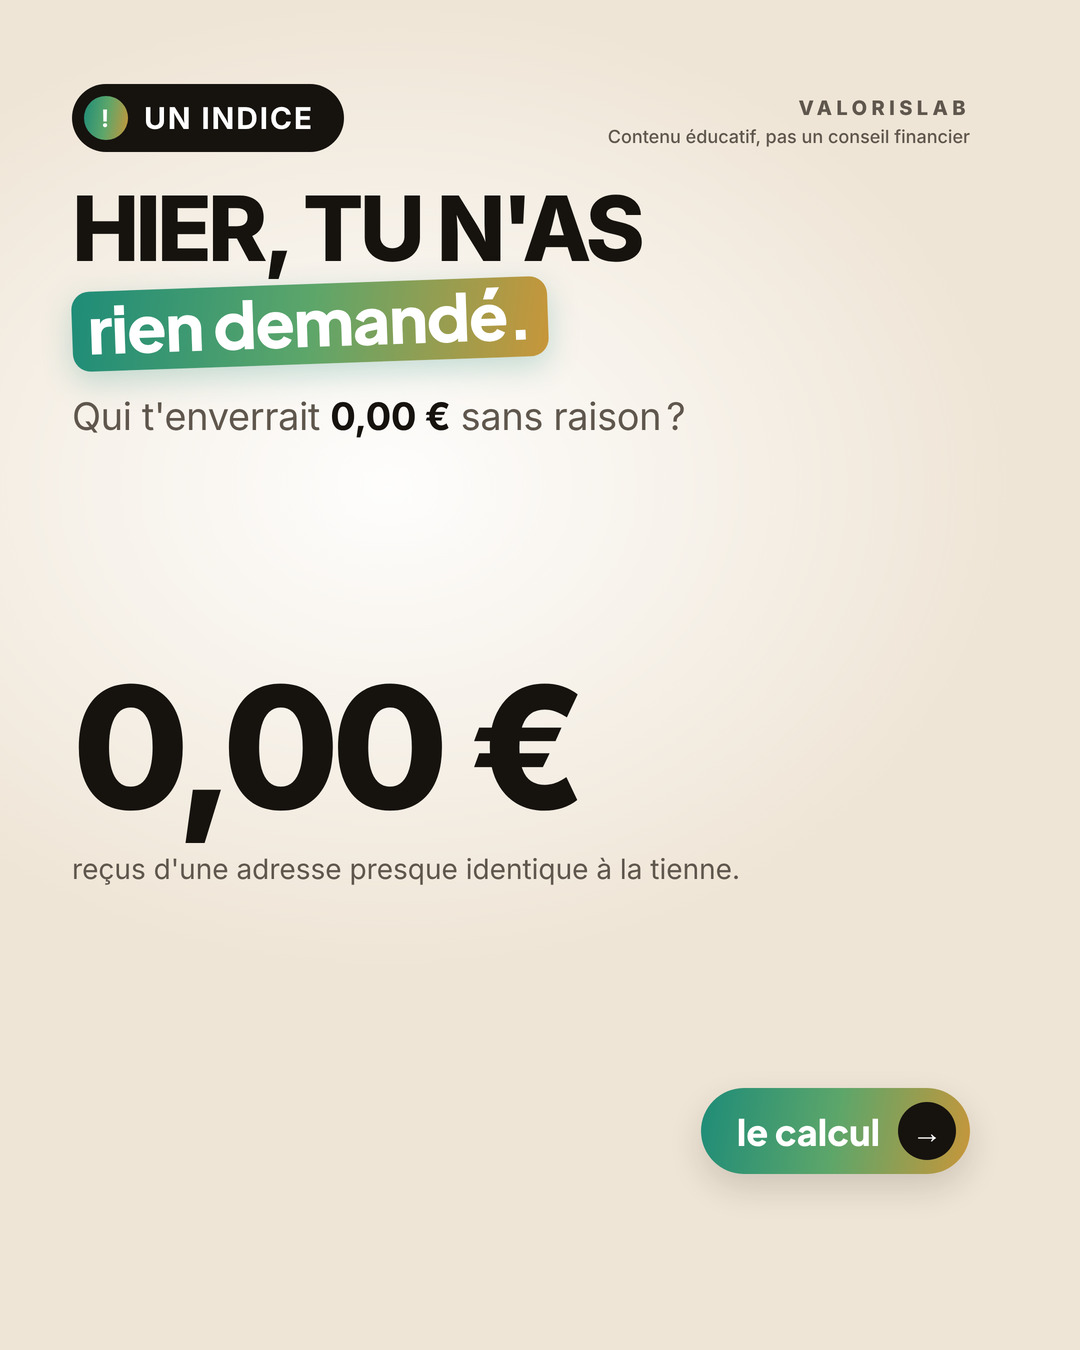 ! UN INDICE
VALORISLAB
Contenu éducatif, pas un conseil financier
HIER, TU N'AS
rien demandé.
Qui t'enverrait 0,00 € sans raison ?
0,00 €
reçus d'une adresse presque identique à la tienne.
le calcul →